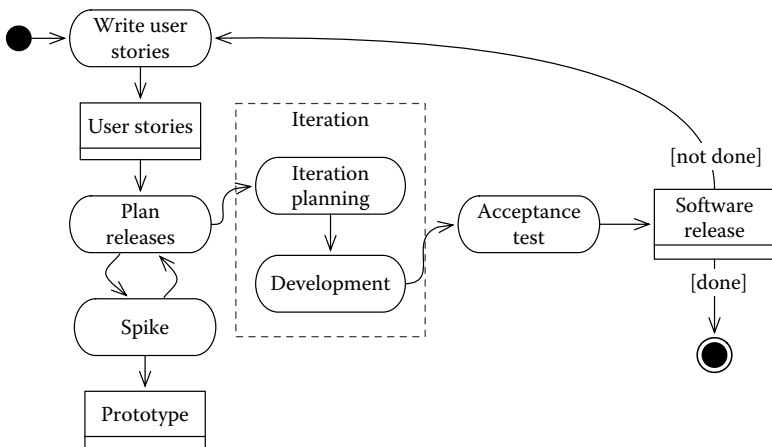 Write user
stories
User stories
Iteration
[not done]
Iteration
planning
Plan
releases
Acceptance
test
Software
release
Development
[done]
Spike
Prototype